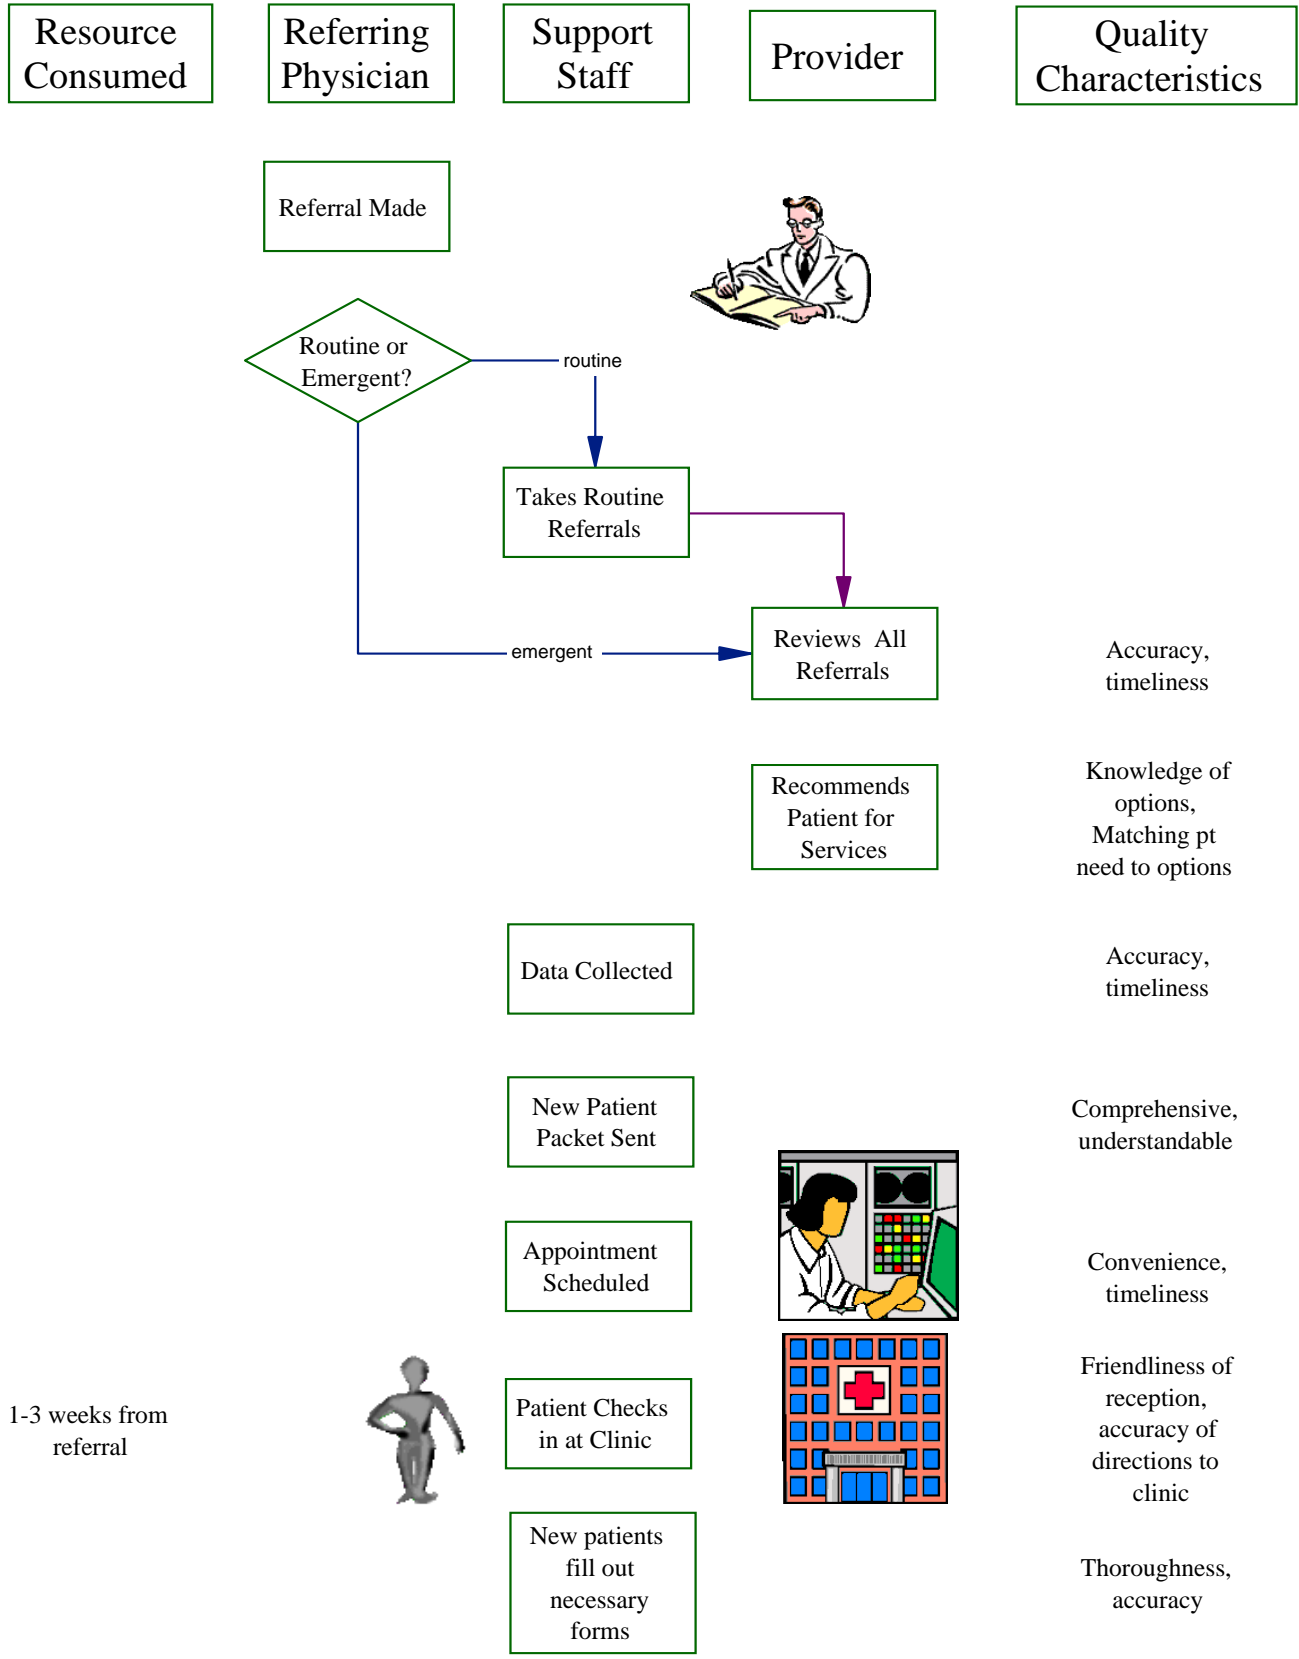 Resource
Consumed
Referring
Physician
Support
Staff
Provider
Quality
Characteristics
Referral Made
Routine or
Emergent?
routine
Takes Routine
Referrals
emergent
Reviews All
Referrals
Accuracy,
timeliness
Recommends
Patient for
Services
Knowledge of
options,
Matching pt
need to options
Data Collected
Accuracy,
timeliness
New Patient
Packet Sent
Comprehensive,
understandable
Appointment
Scheduled
Convenience,
timeliness
1-3 weeks from
referral
Patient Checks
in at Clinic
Friendliness of
reception,
accuracy of
directions to
clinic
New patients
fill out
necessary
forms
Thoroughness,
accuracy